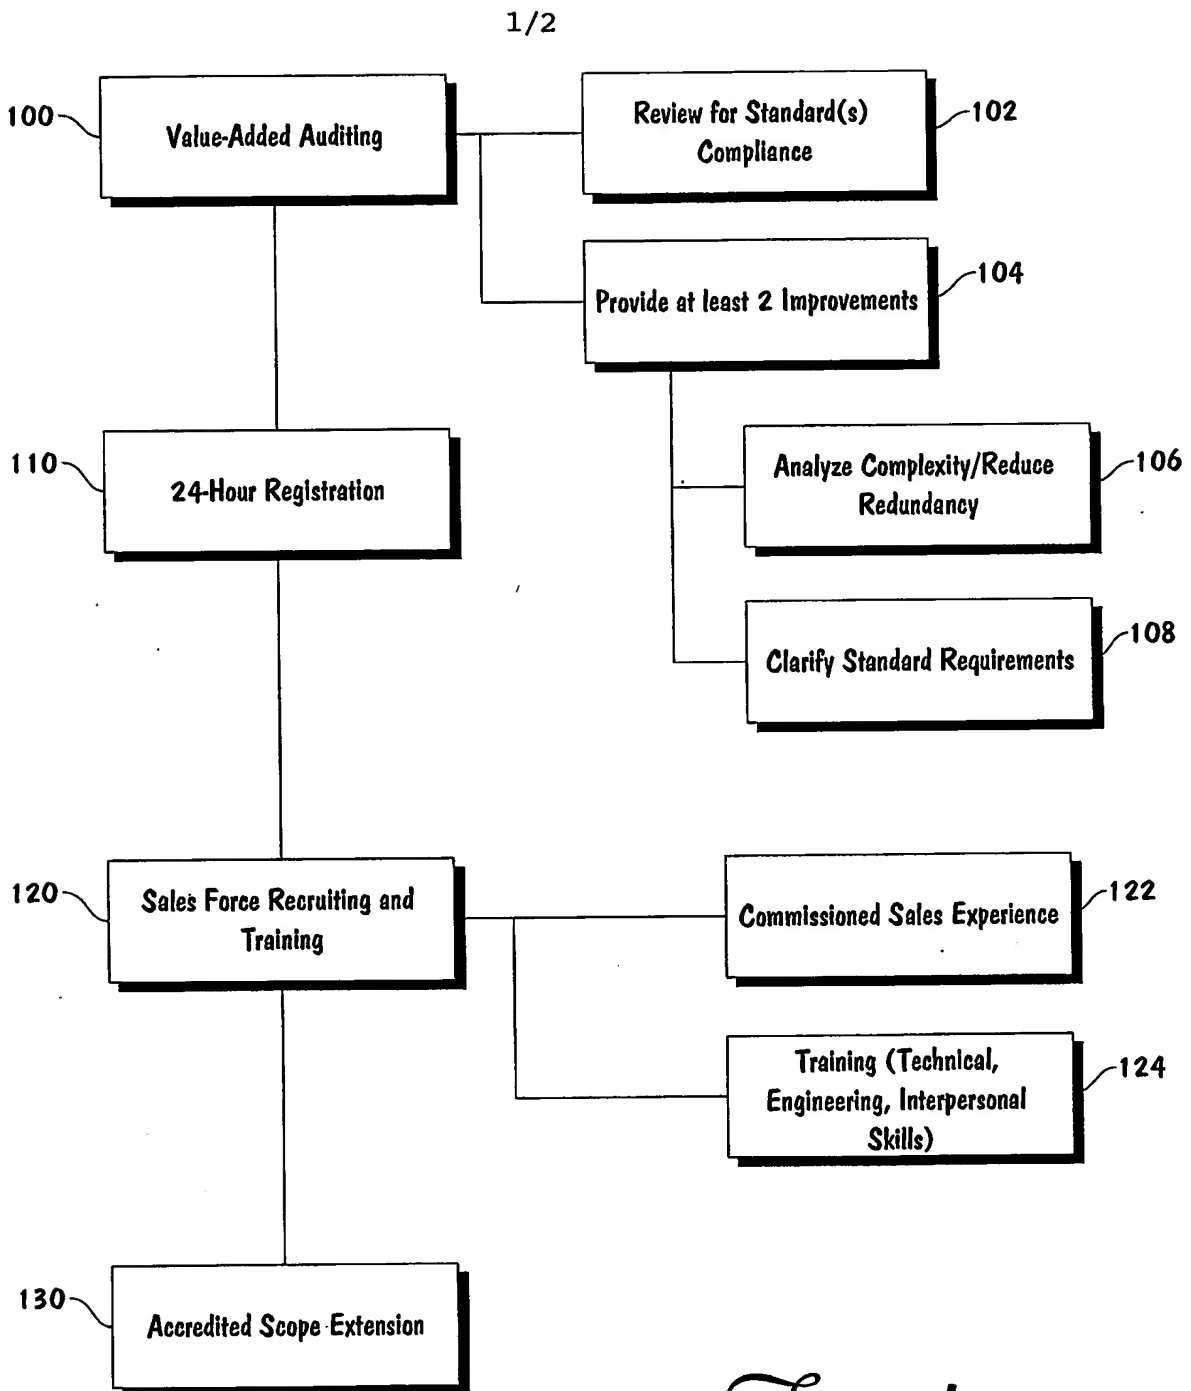 1/2
100
Value-Added Auditing
Review for Standard(s)
Compliance
102
Provide at least 2 Improvements
104
110
24-Hour Registration
Analyze Complexity/Reduce
Redundancy
106
Clarify Standard Requirements
108
120
Sales Force Recruiting and
Training
Commissioned Sales Experience
122
Training (Technical,
Engineering, Interpersonal
Skills)
124
130
Accredited Scope Extension